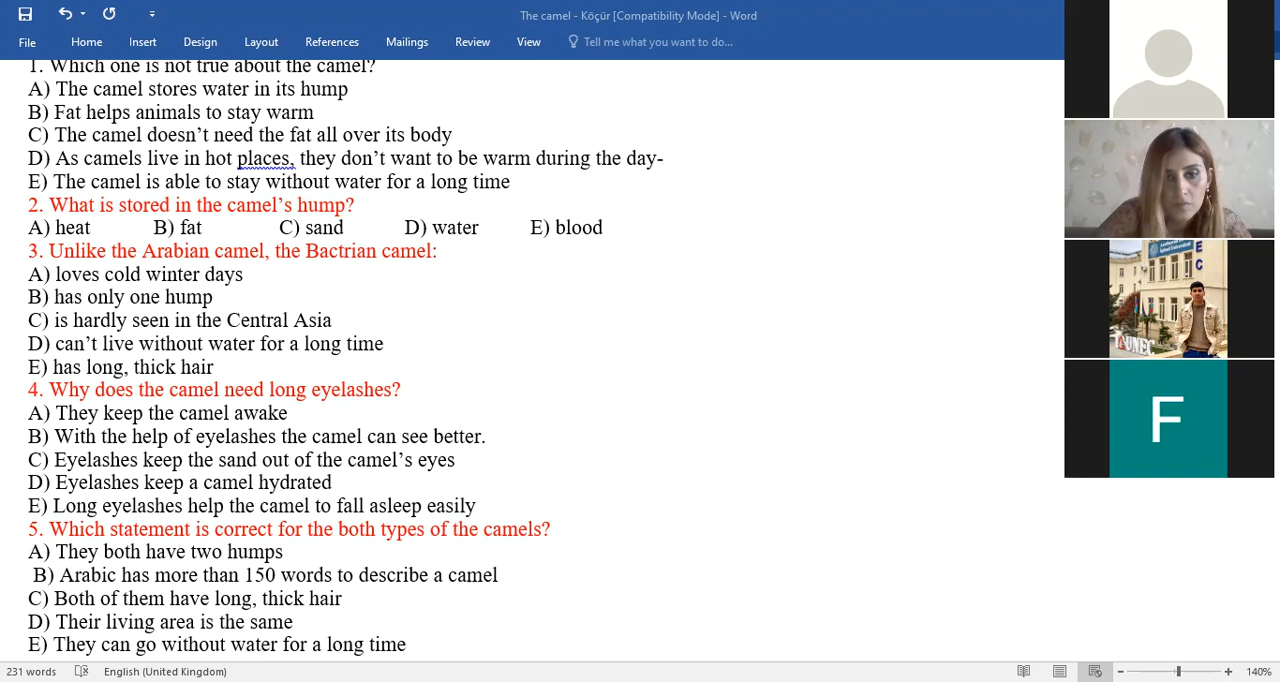 The camel - Köçür [Compatibility Mode] - Word
File Home Insert Design Layout References Mailings Review View Tell me what you want to do...
1. Which one is not true about the camel?
A) The camel stores water in its hump
B) Fat helps animals to stay warm
C) The camel doesn’t need the fat all over its body
D) As camels live in hot places, they don’t want to be warm during the day-
E) The camel is able to stay without water for a long time
2. What is stored in the camel’s hump?
A) heat B) fat C) sand D) water E) blood
3. Unlike the Arabian camel, the Bactrian camel:
A) loves cold winter days
B) has only one hump
C) is hardly seen in the Central Asia
D) can’t live without water for a long time
E) has long, thick hair
4. Why does the camel need long eyelashes?
A) They keep the camel awake
B) With the help of eyelashes the camel can see better.
C) Eyelashes keep the sand out of the camel’s eyes
D) Eyelashes keep a camel hydrated
E) Long eyelashes help the camel to fall asleep easily
5. Which statement is correct for the both types of the camels?
A) They both have two humps
B) Arabic has more than 150 words to describe a camel
C) Both of them have long, thick hair
D) Their living area is the same
E) They can go without water for a long time
231 words English (United Kingdom) 140%
UNEC
F